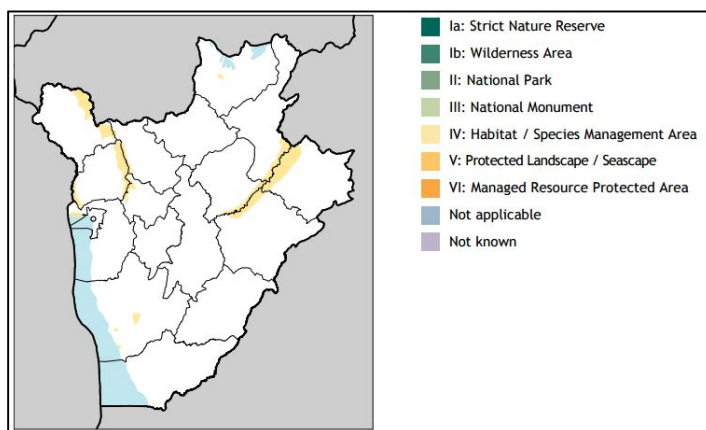 Ia: Strict Nature Reserve
Ib: Wilderness Area
II: National Park
III: National Monument
IV: Habitat / Species Management Area
V: Protected Landscape / Seascape
VI: Managed Resource Protected Area
Not applicable
Not known